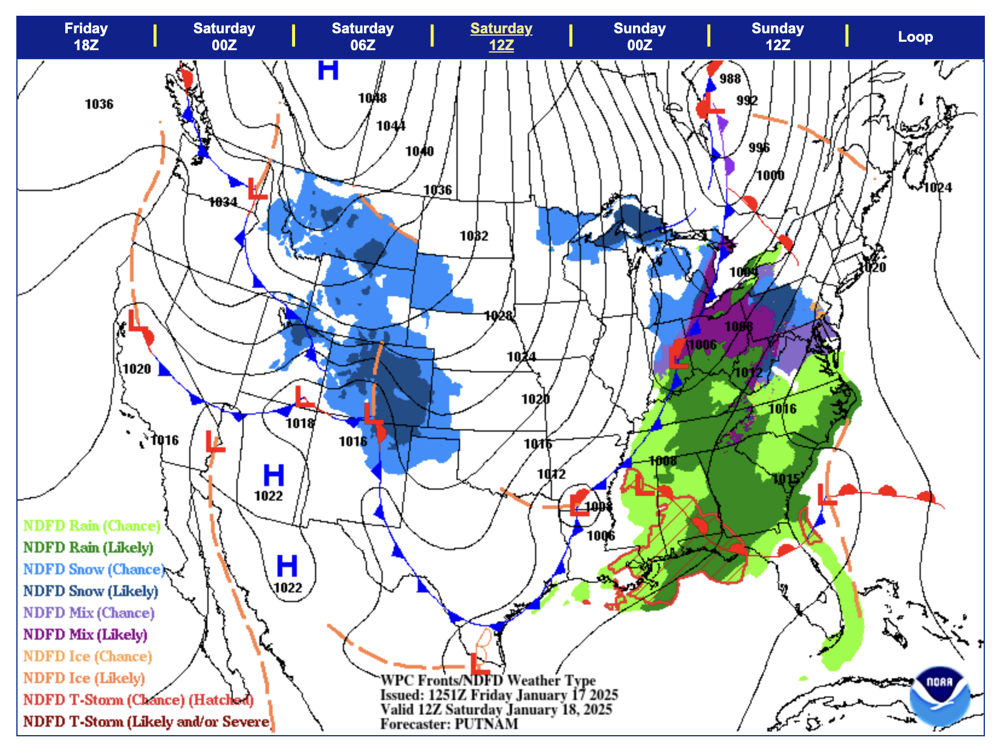 Friday
18Z
Saturday
00Z
Saturday
06Z
Saturday
12Z
Sunday
00Z
Sunday
12Z
Loop
H
988
1048
992
1036
L
1044
996
1040
1000
L
1036
1024
1034
1032
1020
1004
1028
L
1008
1006
1024
L
1020
1012
L
1020
L
1016
1018
1016
1016
L
1016
1008
H
1012
1015
L
L
1022
L
1008
1006
H
1022
NDFD Rain (Chance)
NDFD Rain (Likely)
NDFD Snow (Chance)
NDFD Snow (Likely)
NDFD Mix (Chance)
NDFD Mix (Likely)
NDFD Ice (Chance)
NDFD Ice (Likely)
NDFD T-Storm (Chance) (Hatched)
NDFD T-Storm (Likely and/or Severe
L
WPC Fronts/NDFD Weather Type
Issued: 1251Z Friday January 17 2025
Valid 12Z Saturday January 18, 2025
Forecaster: PUTNAM
NOAA